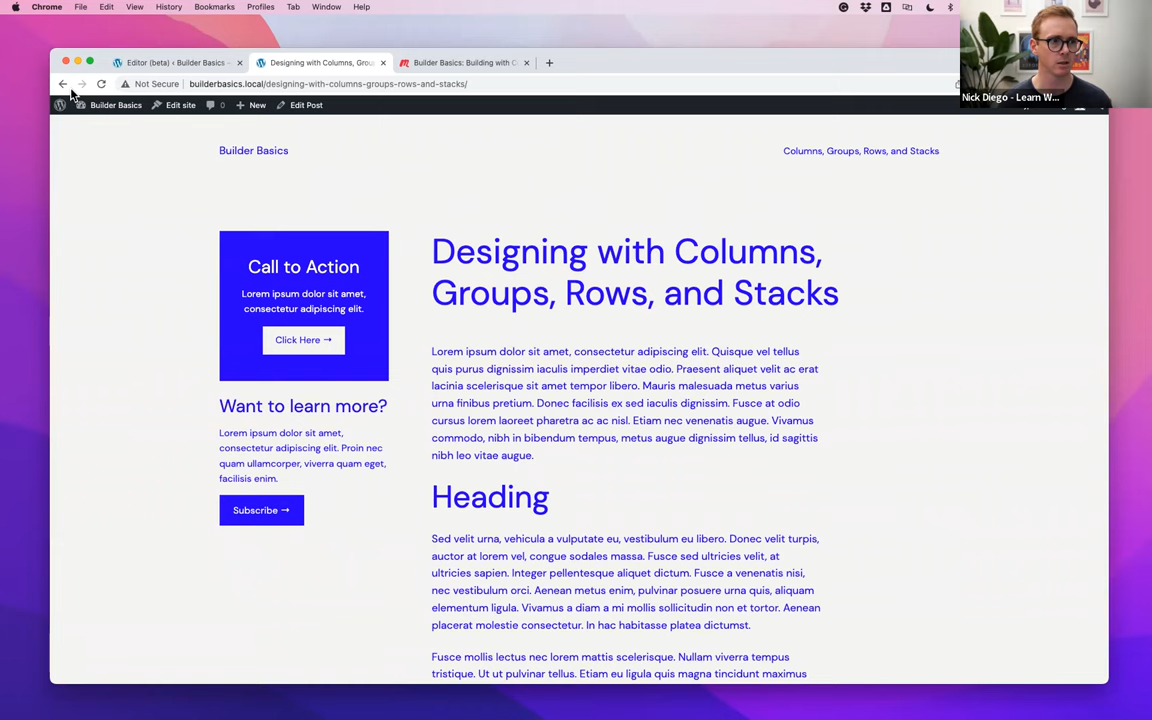 Chrome File Edit View History Bookmarks Profiles Tab Window Help
Editor (beta) ‹ Builder Basics -
Designing with Columns, Grou
Builder Basics: Building with C
Not Secure
builderbasics.local/designing-with-columns-groups-rows-and-stacks/
Nick Diego - Learn W...
Builder Basics
Edit site
0
New
Edit Post
Builder Basics
Columns, Groups, Rows, and Stacks
Call to Action
Lorem ipsum dolor sit amet,
consectetur adipiscing elit.
Click Here →
Want to learn more?
Lorem ipsum dolor sit amet,
consectetur adipiscing elit. Proin nec
quam ullamcorper, viverra quam eget,
facilisis enim.
Subscribe →
Designing with Columns,
Groups, Rows, and Stacks
Lorem ipsum dolor sit amet, consectetur adipiscing elit. Quisque vel tellus
quis purus dignissim iaculis imperdiet vitae odio. Praesent aliquet velit ac erat
lacinia scelerisque sit amet tempor libero. Mauris malesuada metus varius
urna finibus pretium. Donec facilisis ex sed iaculis dignissim. Fusce at odio
cursus lorem laoreet pharetra ac ac nisl. Etiam nec venenatis augue. Vivamus
commodo, nibh in bibendum tempus, metus augue dignissim tellus, id sagittis
nibh leo vitae augue.
Heading
Sed velit urna, vehicula a vulputate eu, vestibulum eu libero. Donec velit turpis,
auctor at lorem vel, congue sodales massa. Fusce sed ultricies velit, at
ultricies sapien. Integer pellentesque aliquet dictum. Fusce a venenatis nisi,
nec vestibulum orci. Aenean metus enim, pulvinar posuere urna quis, aliquam
elementum ligula. Vivamus a diam a mi mollis sollicitudin non et tortor. Aenean
placerat molestie consectetur. In hac habitasse platea dictumst.
Fusce mollis lectus nec lorem mattis scelerisque. Nullam viverra tempus
tristique. Ut ut pulvinar tellus. Etiam eu ligula quis magna tincidunt maximus